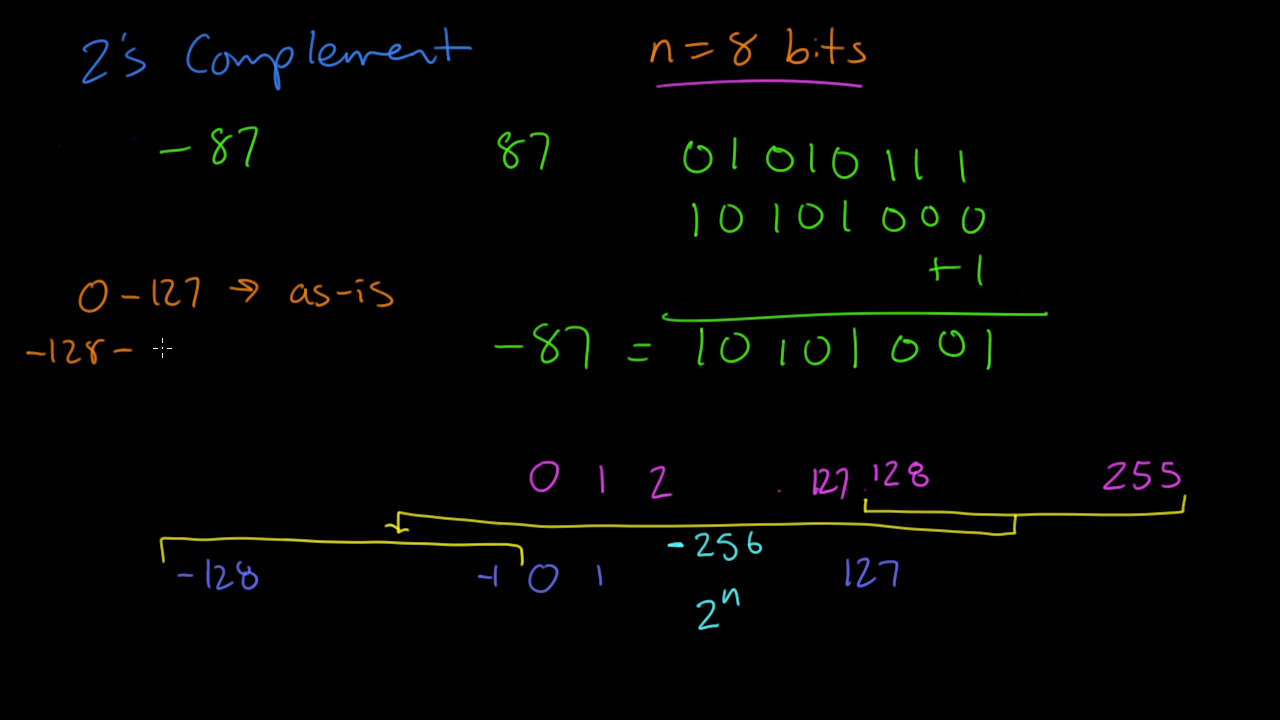 2's Complement n = 8 bits
- 87 87 01010111
10101000
+1
0 - 127 → as-is
-128 -
-87 = 10101001
0 1 2 . 127 . 128 255
-256
-128 -1 0 1 127
2ⁿ